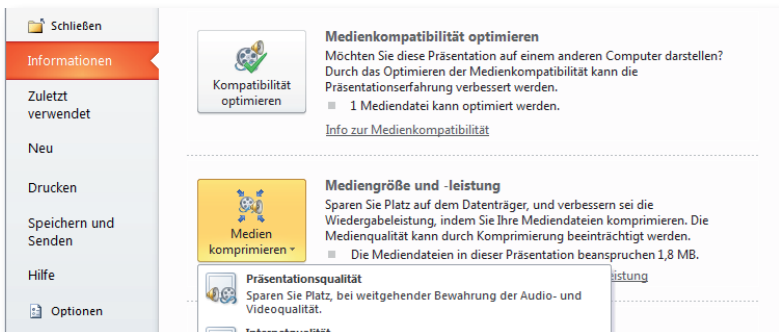 Schließen
Informationen
Zuletzt
verwendet
Neu
Drucken
Speichern und
Senden
Hilfe
Optionen
Kompatibilität
optimieren
Medienkompatibilität optimieren
Möchten Sie diese Präsentation auf einem anderen Computer darstellen?
Durch das Optimieren der Medienkompatibilität kann die
Präsentationserfahrung verbessert werden.
1 Mediendatei kann optimiert werden.
Info zur Medienkompatibilität
Medien
komprimieren
Mediengröße und -leistung
Sparen Sie Platz auf dem Datenträger, und verbessern sei die
Wiedergabeleistung, indem Sie Ihre Mediendateien komprimieren. Die
Medienqualität kann durch Komprimierung beeinträchtigt werden.
Die Mediendateien in dieser Präsentation beanspruchen 1,8 MB.
eistung
Präsentationsqualität
Sparen Sie Platz, bei weitgehender Bewahrung der Audio- und
Videoqualität.
Internetqualität